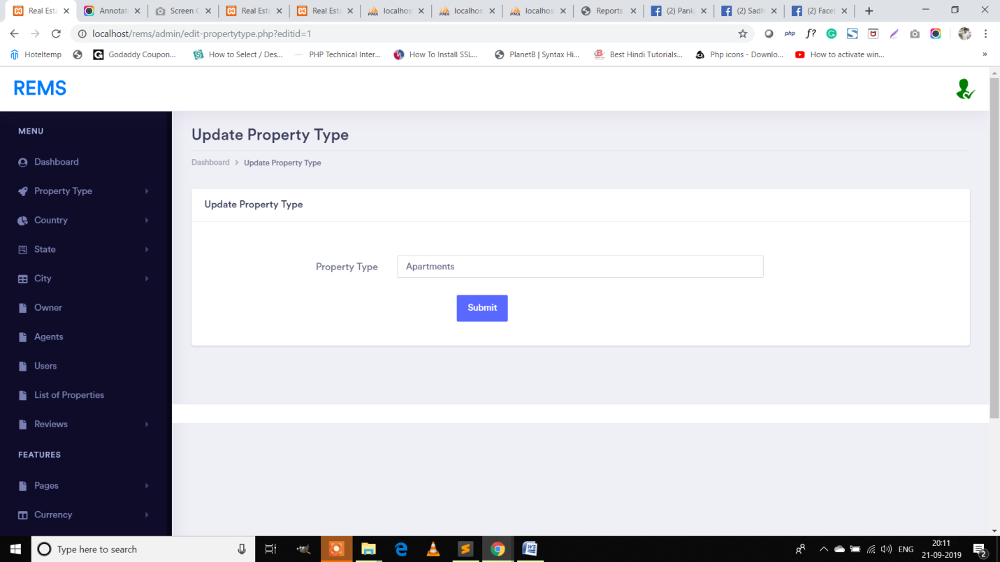 Real Esta
Annotat
Screen C
Real Esta
Real Esta
localhos
localhos
localhos
Reports
(2) Panka
(2) Sadh
(2) Facel
localhost/rems/admin/edit-propertytype.php?editid=1
php
f?
Hoteltemp
Godaddy Coupon...
How to Select / Des...
PHP Technical Inter...
How To Install SSL...
PlanetB | Syntax Hi...
Best Hindi Tutorials...
Php icons - Downlo...
How to activate win...
»
REMS
MENU
Dashboard
Property Type
Country
State
City
Owner
Agents
Users
List of Properties
Reviews
FEATURES
Pages
Currency
Update Property Type
Dashboard > Update Property Type
Update Property Type
Property Type
Apartments
Submit
Type here to search
ENG
20:11
21-09-2019
2